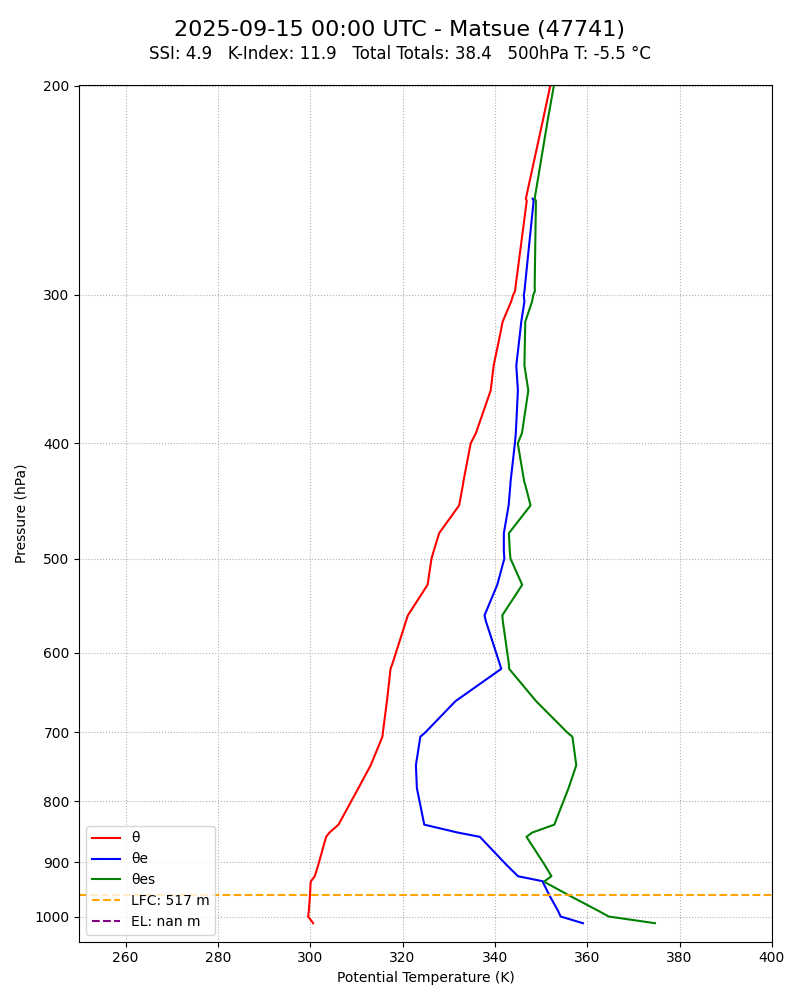 2025-09-15 00:00 UTC - Matsue (47741)
SSI: 4.9   K-Index: 11.9   Total Totals: 38.4   500hPa T: -5.5 °C
200
300
400
500
600
700
800
900
1000
Pressure (hPa)
θ
θe
θes
LFC: 517 m
EL: nan m
260 280 300 320 340 360 380 400
Potential Temperature (K)